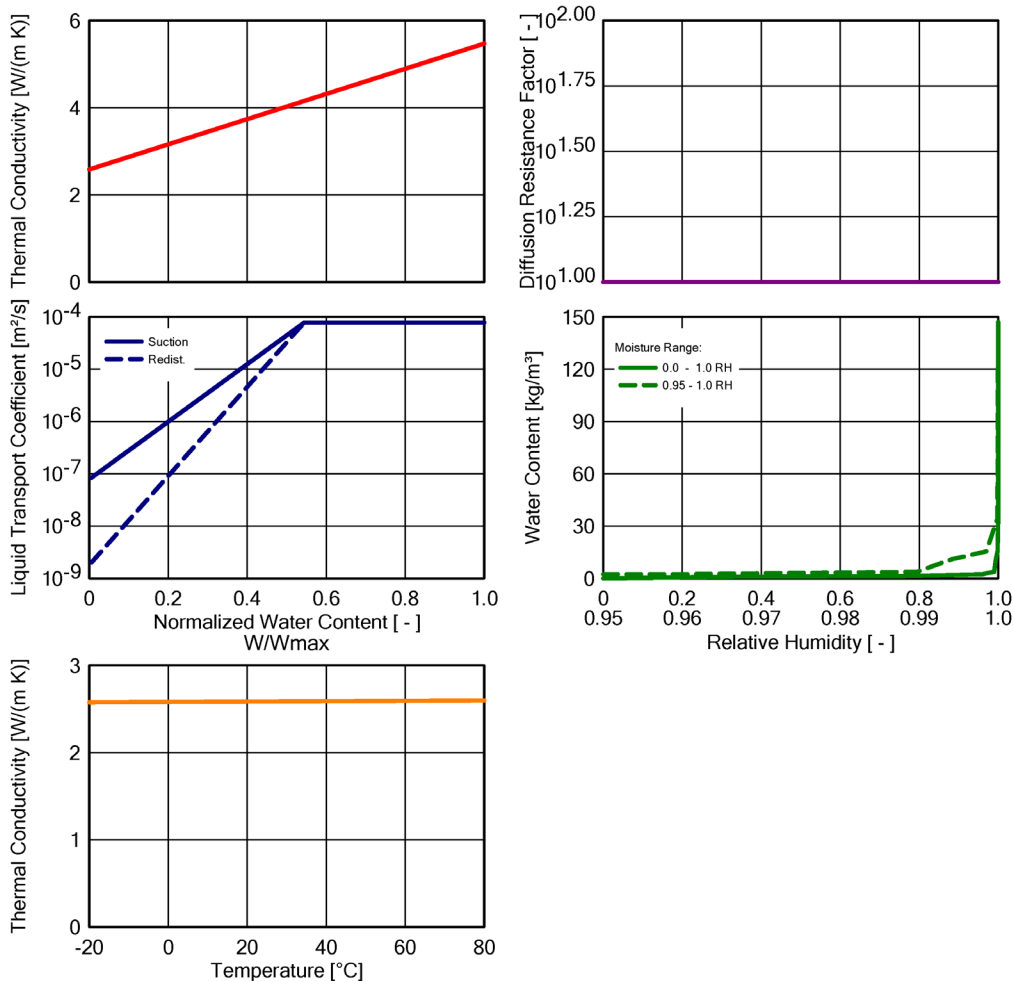 Thermal Conductivity [W/(m K)]
6
4
2
0
Diffusion Resistance Factor [ - ]
10^2.00
10^1.75
10^1.50
10^1.25
10^1.00
Liquid Transport Coefficient [m²/s]
10^-4
10^-5
10^-6
10^-7
10^-8
10^-9
Suction
Redist.
0 0.2 0.4 0.6 0.8 1.0
Normalized Water Content [ - ]
W/Wmax
Water Content [kg/m³]
150
120
90
60
30
0
Moisture Range:
0.0 - 1.0 RH
0.95 - 1.0 RH
0 0.2 0.4 0.6 0.8 1.0
0.95 0.96 0.97 0.98 0.99 1.0
Relative Humidity [ - ]
Thermal Conductivity [W/(m K)]
3
2
1
0
-20 0 20 40 60 80
Temperature [°C]